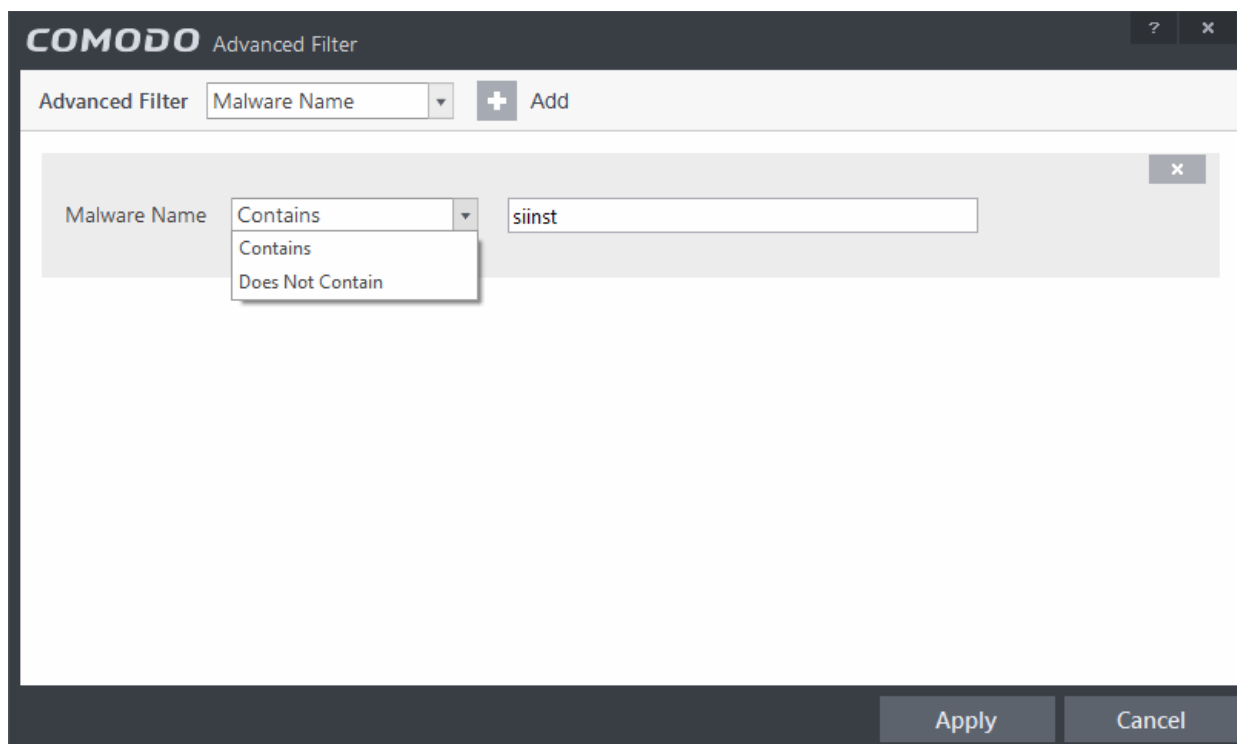 COMODO Advanced Filter ? ×
Advanced Filter Malware Name Add
Malware Name Contains siinst
Contains
Does Not Contain
Apply Cancel